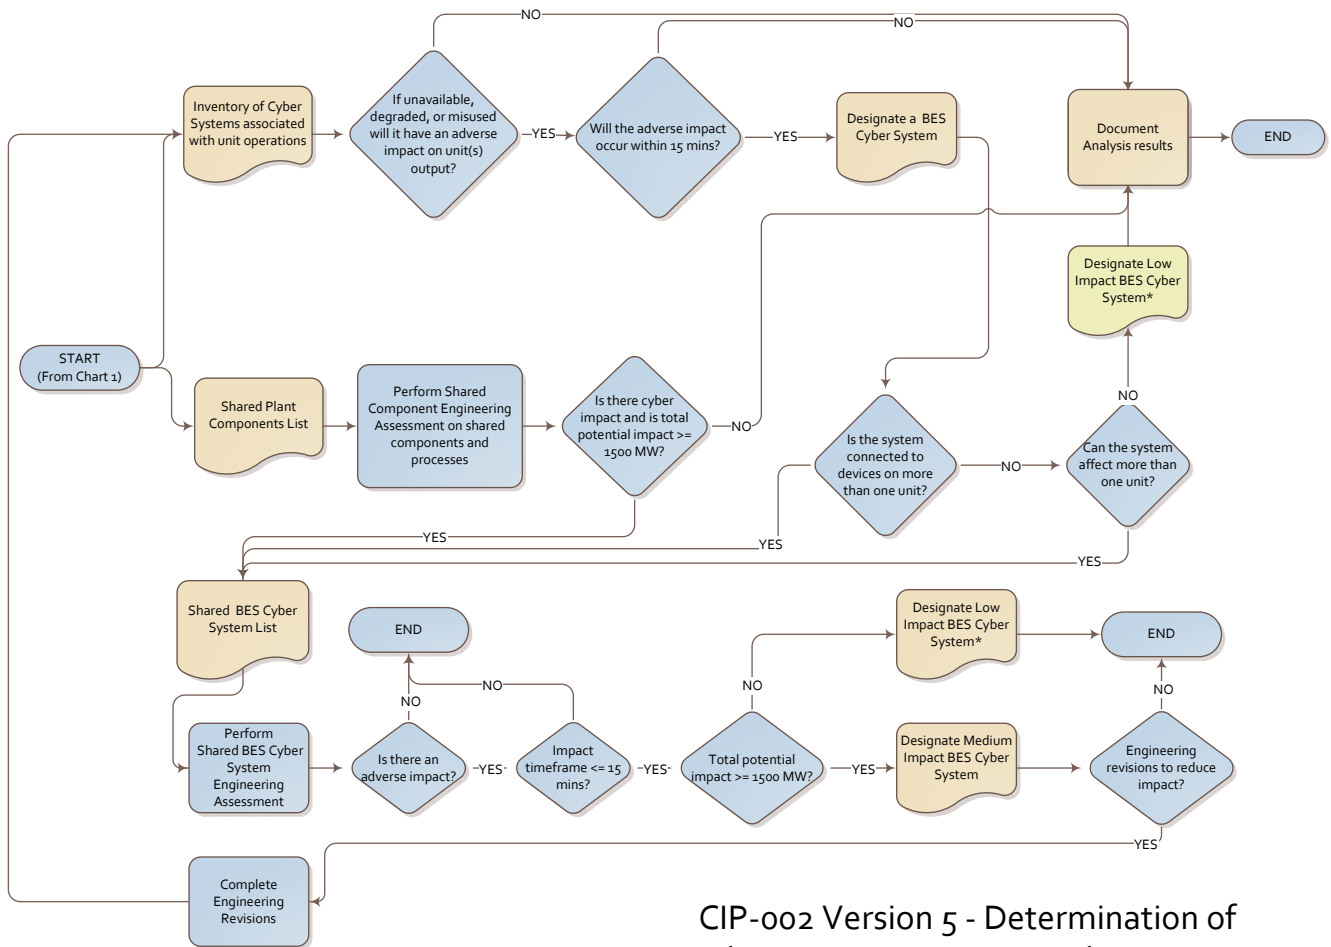 NO
NO
Inventory of Cyber
Systems associated
with unit operations
If unavailable,
degraded, or misused
will it have an adverse
impact on unit(s)
output?
YES
Will the adverse impact
occur within 15 mins?
YES
Designate a BES
Cyber System
Document
Analysis results
END
Designate Low
Impact BES Cyber
System*
START
(From Chart 1)
Shared Plant
Components List
Perform Shared
Component Engineering
Assessment on shared
components and
processes
Is there cyber
impact and is total
potential impact >=
1500 MW?
NO
Is the system
connected to
devices on more
than one unit?
NO
NO
Can the system
affect more than
one unit?
YES
YES
YES
Shared BES Cyber
System List
END
Designate Low
Impact BES Cyber
System*
END
NO
NO
NO
NO
Perform
Shared BES Cyber
System
Engineering
Assessment
Is there an
adverse impact?
YES
Impact
timeframe <= 15
mins?
YES
Total potential
impact >= 1500 MW?
YES
Designate Medium
Impact BES Cyber
System
Engineering
revisions to reduce
impact?
YES
Complete
Engineering
Revisions
CIP-002 Version 5 - Determination of